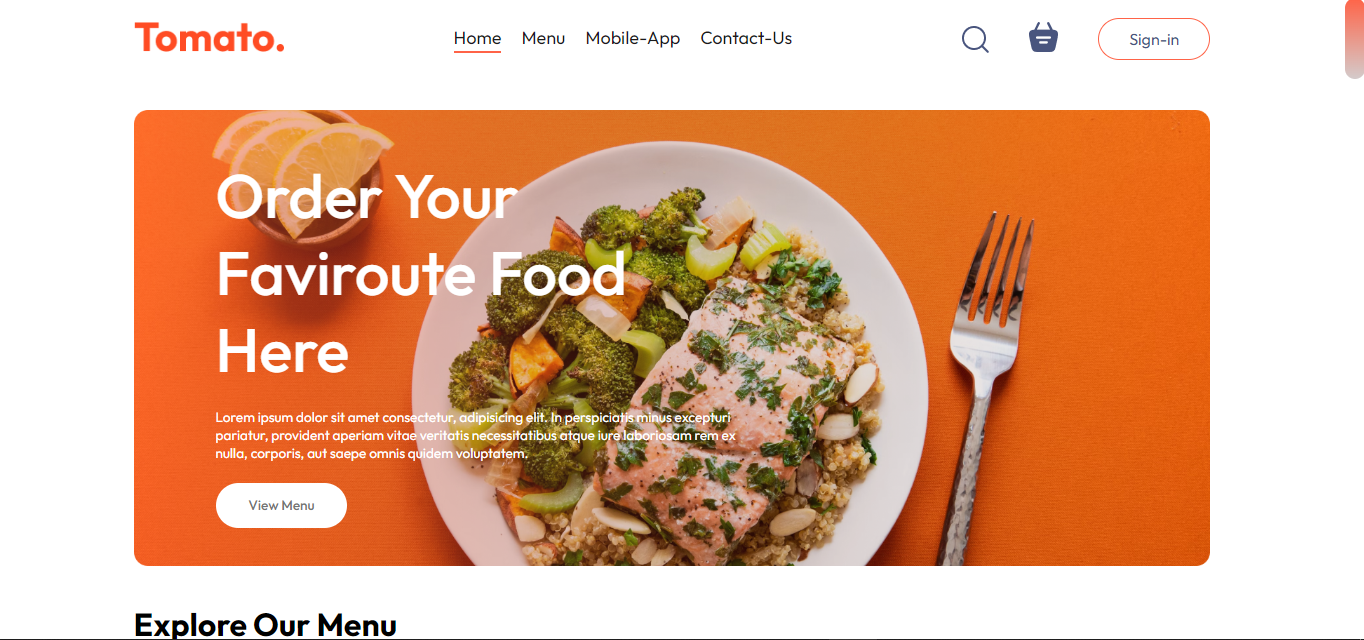 Tomato.
Home Menu Mobile-App Contact-Us
Sign-in
Order Your
Faviroute Food
Here
Lorem ipsum dolor sit amet consectetur, adipisicing elit. In perspiciatis minus excepturi
pariatur, provident aperiam vitae veritatis necessitatibus atque iure laboriosam rem ex
nulla, corporis, aut saepe omnis quidem voluptatem.
View Menu
Explore Our Menu